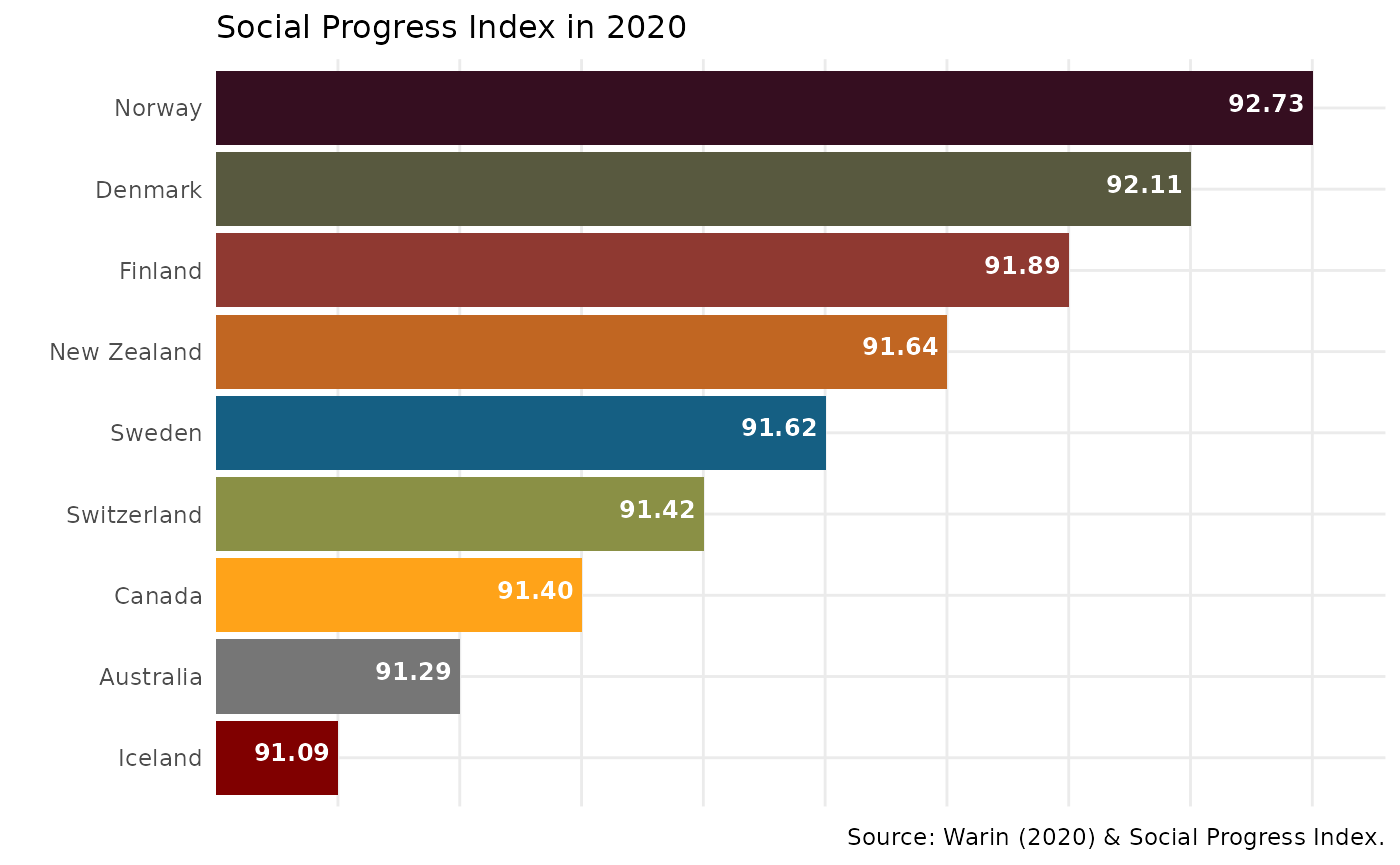 Social Progress Index in 2020
Norway 92.73
Denmark 92.11
Finland 91.89
New Zealand 91.64
Sweden 91.62
Switzerland 91.42
Canada 91.40
Australia 91.29
Iceland 91.09
Source: Warin (2020) & Social Progress Index.